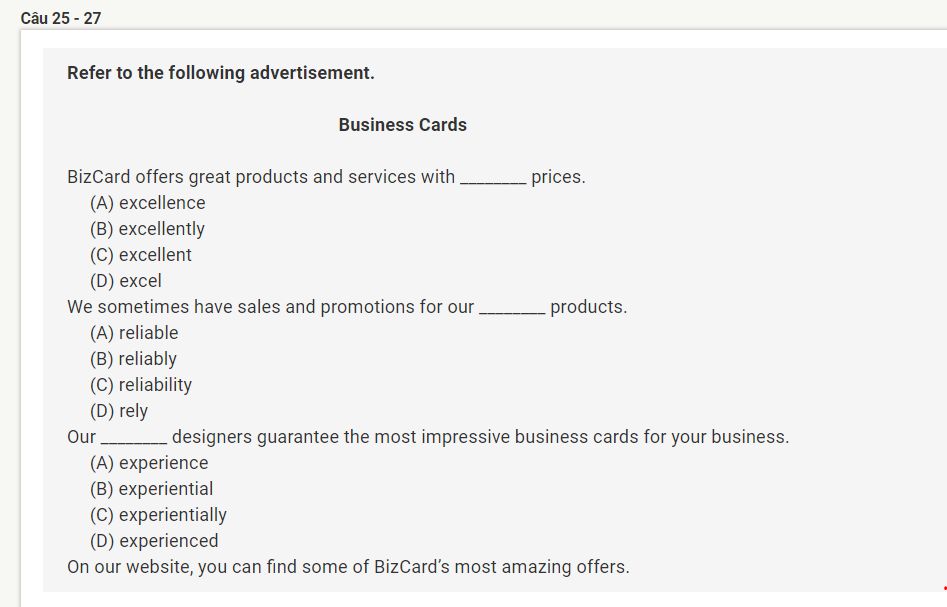 Câu 25 - 27
Refer to the following advertisement.
Business Cards
BizCard offers great products and services with ________ prices.
(A) excellence
(B) excellently
(C) excellent
(D) excel
We sometimes have sales and promotions for our ________ products.
(A) reliable
(B) reliably
(C) reliability
(D) rely
Our ________ designers guarantee the most impressive business cards for your business.
(A) experience
(B) experiential
(C) experientially
(D) experienced
On our website, you can find some of BizCard’s most amazing offers.